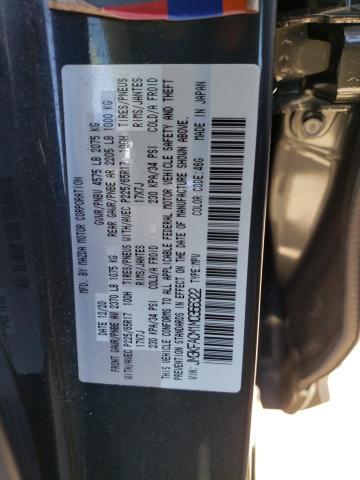 MFD. BY MAZDA MOTOR CORPORATION
DATE: 12/20 GVWR/PNBV 4575 LB 2075 KG
FRONT GAWR/PNBE AV 2370 LB 1075 KG REAR GAWR/PNBE AR 2205 LB 1000 KG
WITH/AVEC P225/65R17 100H TIRES/PNEUS WITH/AVEC P225/65R17 100H TIRES/PNEUS
17X7J RIMS/JANTES 17X7J RIMS/JANTES
230 KPA/34 PSI COLD/A FROID 230 KPA/34 PSI COLD/A FROID
THIS VEHICLE CONFORMS TO ALL APPLICABLE FEDERAL MOTOR VEHICLE SAFETY, BUMPER, AND THEFT
PREVENTION STANDARDS IN EFFECT ON THE DATE OF MANUFACTURE SHOWN ABOVE.
COLOR CODE: 46G MADE IN JAPAN
TYPE: MPV